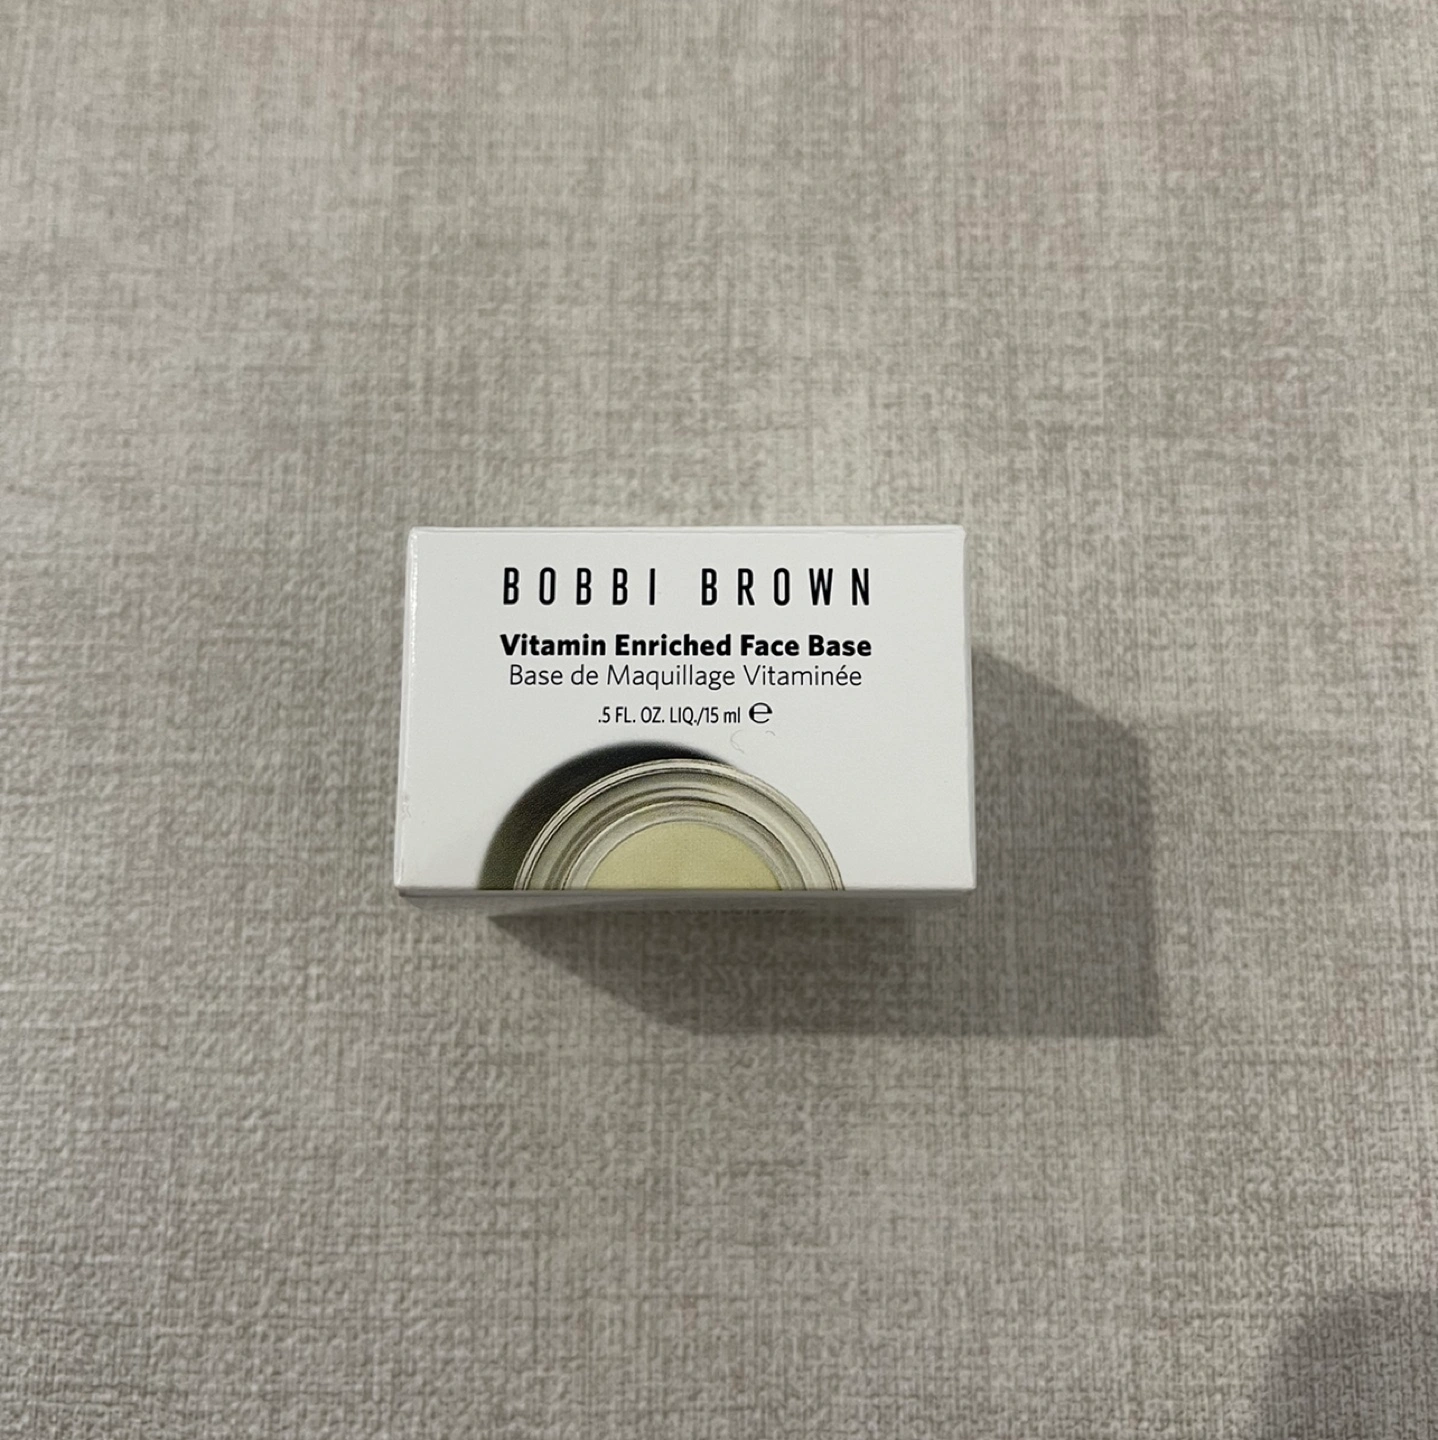 BOBBI BROWN
Vitamin Enriched Face Base
Base de Maquillage Vitaminée
.5 FL. OZ. LIQ./15 ml ℮